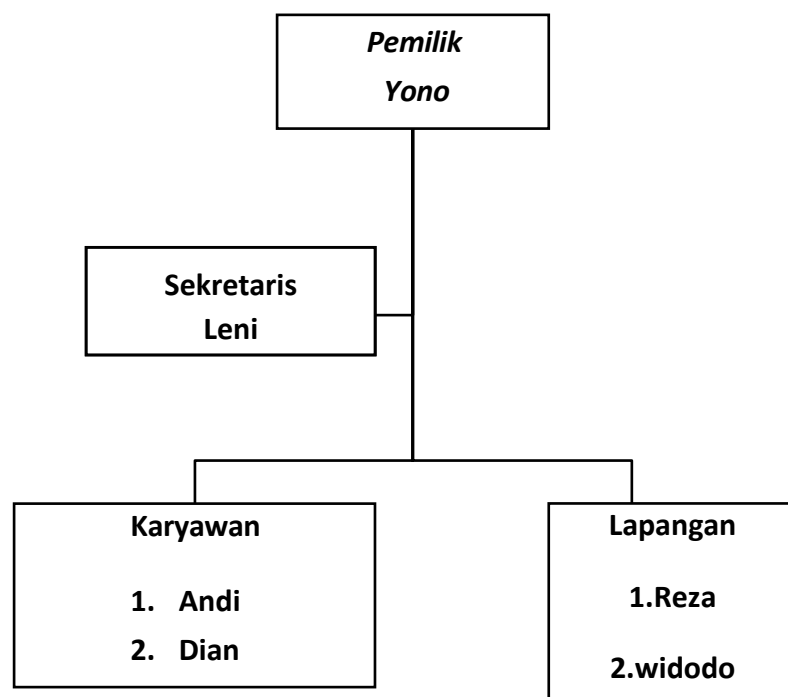 Pemilik
Yono
Sekretaris
Leni
Karyawan
1. Andi
2. Dian
Lapangan
1.Reza
2.widodo